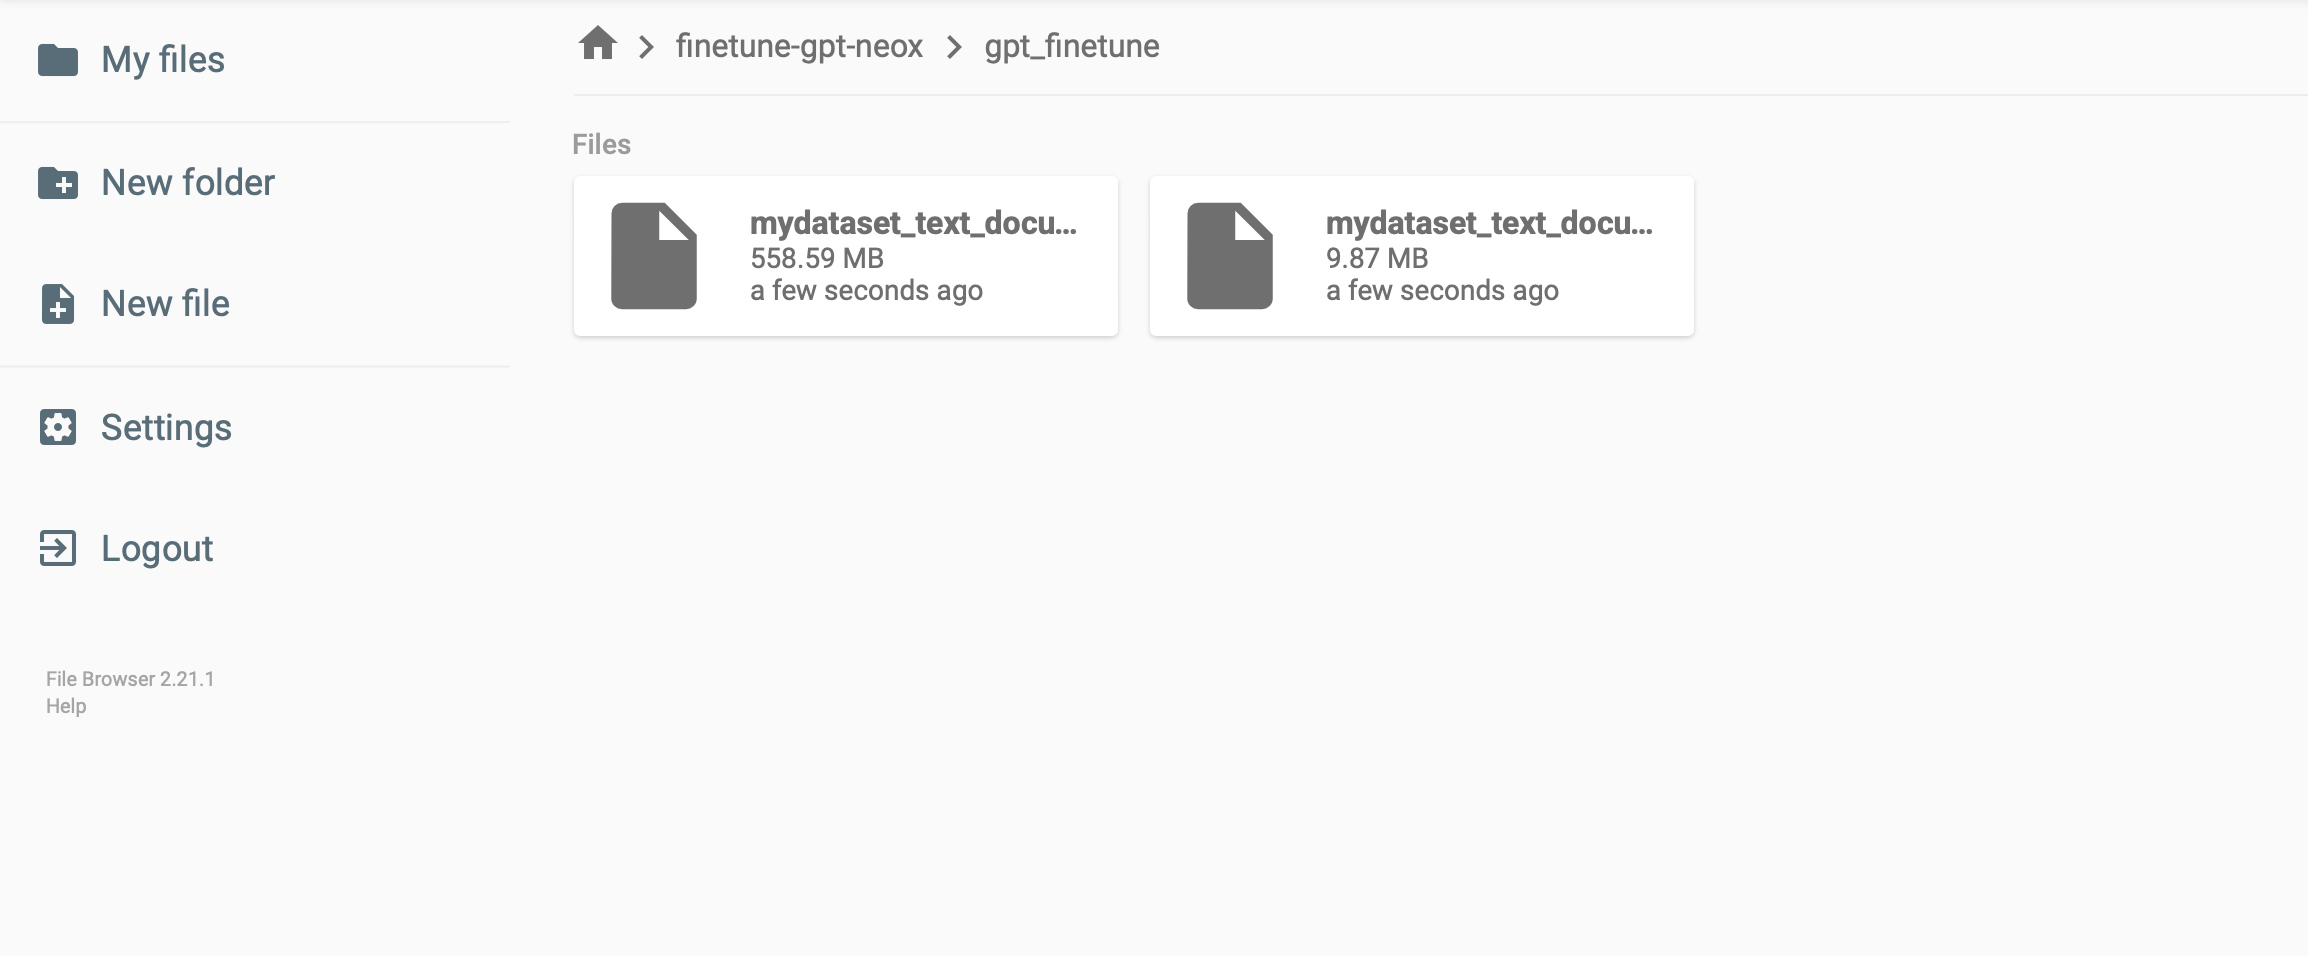 My files
New folder
New file
Settings
Logout
File Browser 2.21.1
Help
finetune-gpt-neox
gpt_finetune
Files
mydataset_text_docu...
558.59 MB
a few seconds ago
mydataset_text_docu...
9.87 MB
a few seconds ago